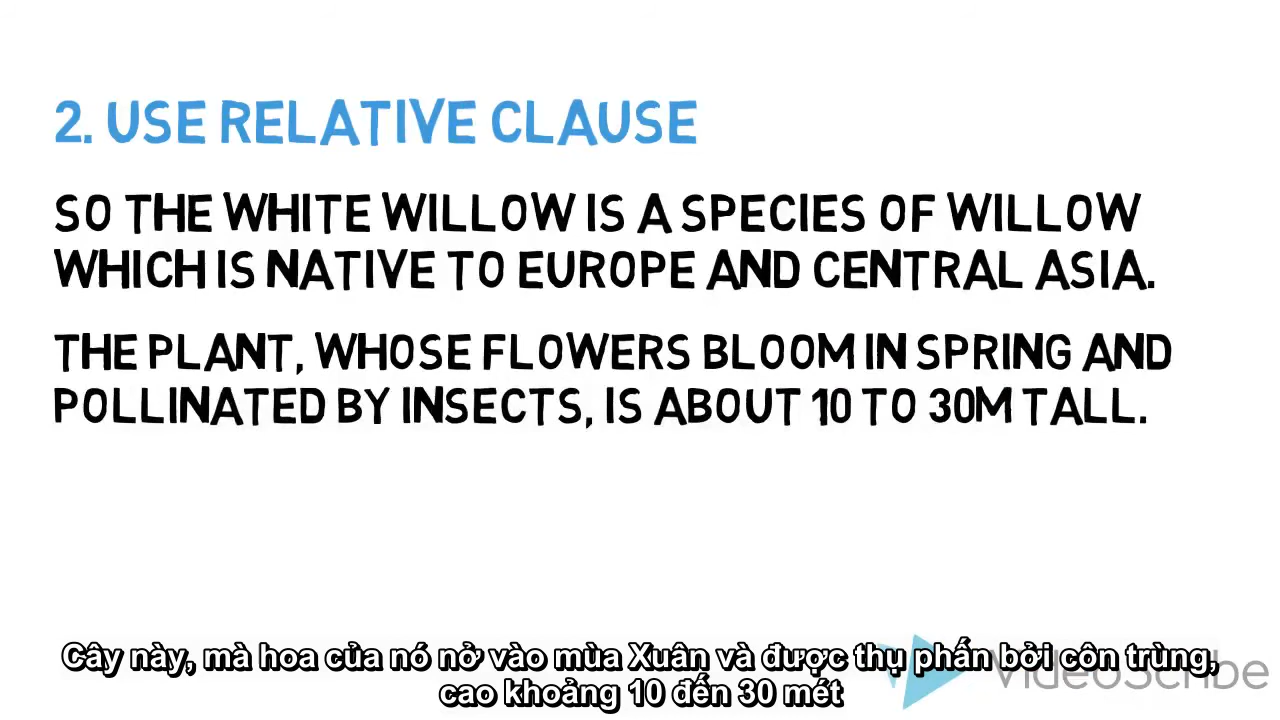 2. USE RELATIVE CLAUSE
SO THE WHITE WILLOW IS A SPECIES OF WILLOW
WHICH IS NATIVE TO EUROPE AND CENTRAL ASIA.
THE PLANT, WHOSE FLOWERS BLOOM IN SPRING AND
POLLINATED BY INSECTS, IS ABOUT 10 TO 30M TALL.
Cây này, mà hoa của nó nở vào mùa Xuân và được thụ phấn bởi côn trùng,
cao khoảng 10 đến 30 mét
VideoScribe